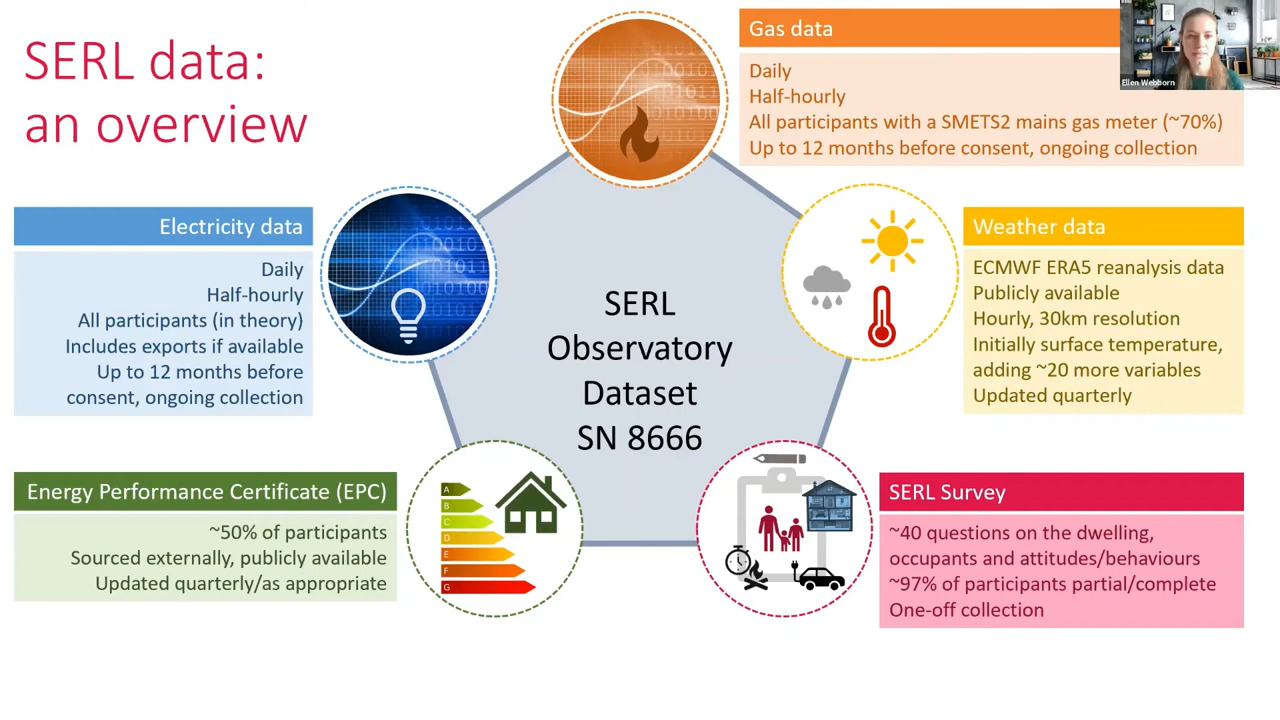 SERL data:
an overview
Gas data
Daily
Half-hourly
All participants with a SMETS2 mains gas meter (~70%)
Up to 12 months before consent, ongoing collection
Ellen Webborn
Electricity data
Daily
Half-hourly
All participants (in theory)
Includes exports if available
Up to 12 months before
consent, ongoing collection
Weather data
ECMWF ERA5 reanalysis data
Publicly available
Hourly, 30km resolution
Initially surface temperature,
adding ~20 more variables
Updated quarterly
SERL
Observatory
Dataset
SN 8666
Energy Performance Certificate (EPC)
~50% of participants
Sourced externally, publicly available
Updated quarterly/as appropriate
A
B
C
D
E
F
G
SERL Survey
~40 questions on the dwelling,
occupants and attitudes/behaviours
~97% of participants partial/complete
One-off collection